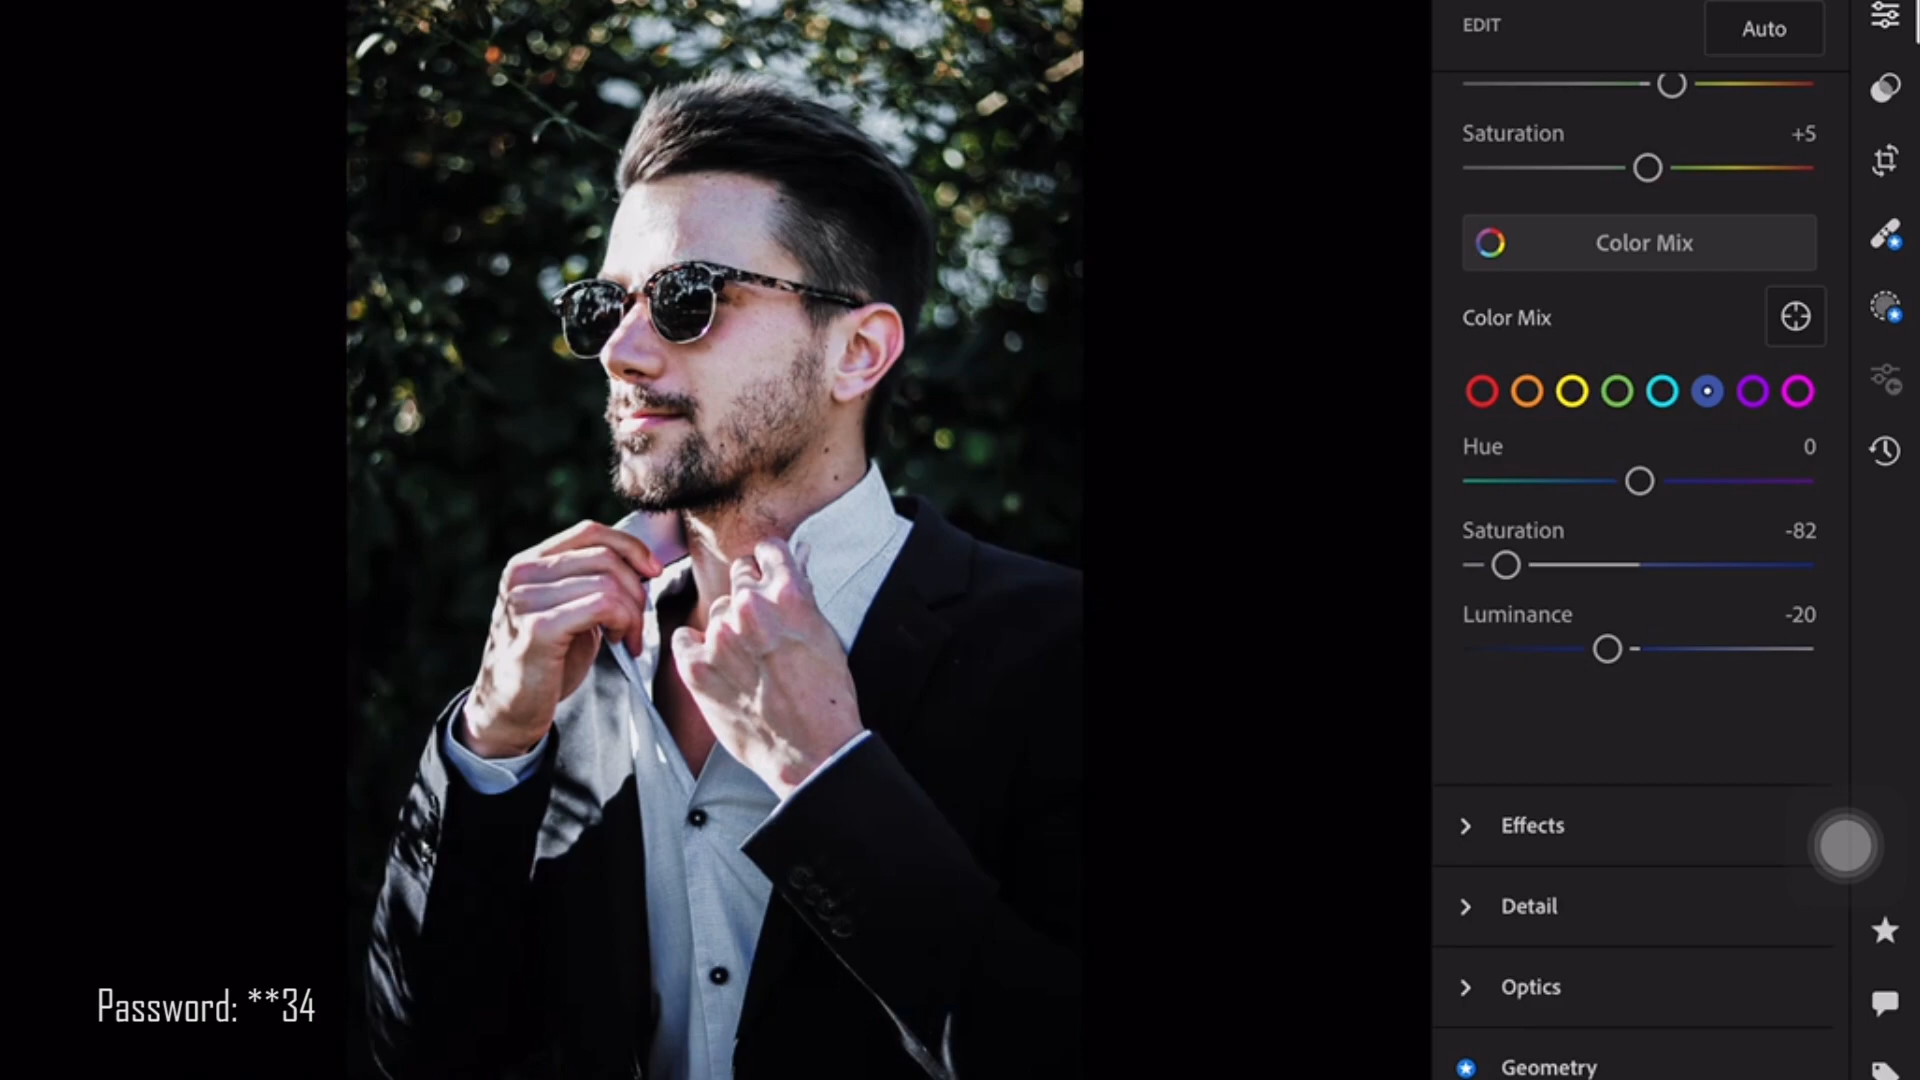 EDIT
Auto
Saturation +5
Color Mix
Color Mix
Hue 0
Saturation -82
Luminance -20
Effects
Detail
Optics
Geometry
Password: **34